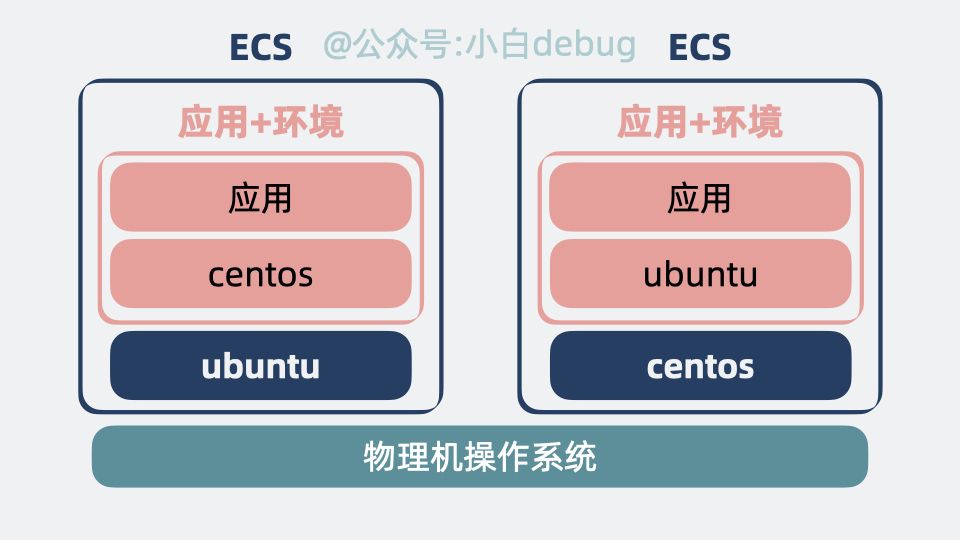 ECS @公众号:小白debug ECS
应用+环境 应用+环境
应用 应用
centos ubuntu
ubuntu centos
物理机操作系统